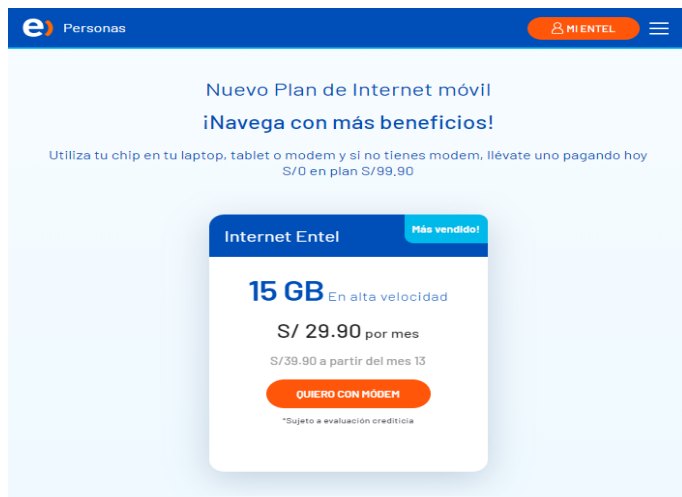 e) Personas
MI ENTEL
Nuevo Plan de Internet móvil
¡Navega con más beneficios!
Utiliza tu chip en tu laptop, tablet o modem y si no tienes modem, llévate uno pagando hoy
S/0 en plan S/99.90
Internet Entel
Más vendido!
15 GB En alta velocidad
S/ 29.90 por mes
S/39.90 a partir del mes 13
QUIERO CON MÓDEM
*Sujeto a evaluación crediticia